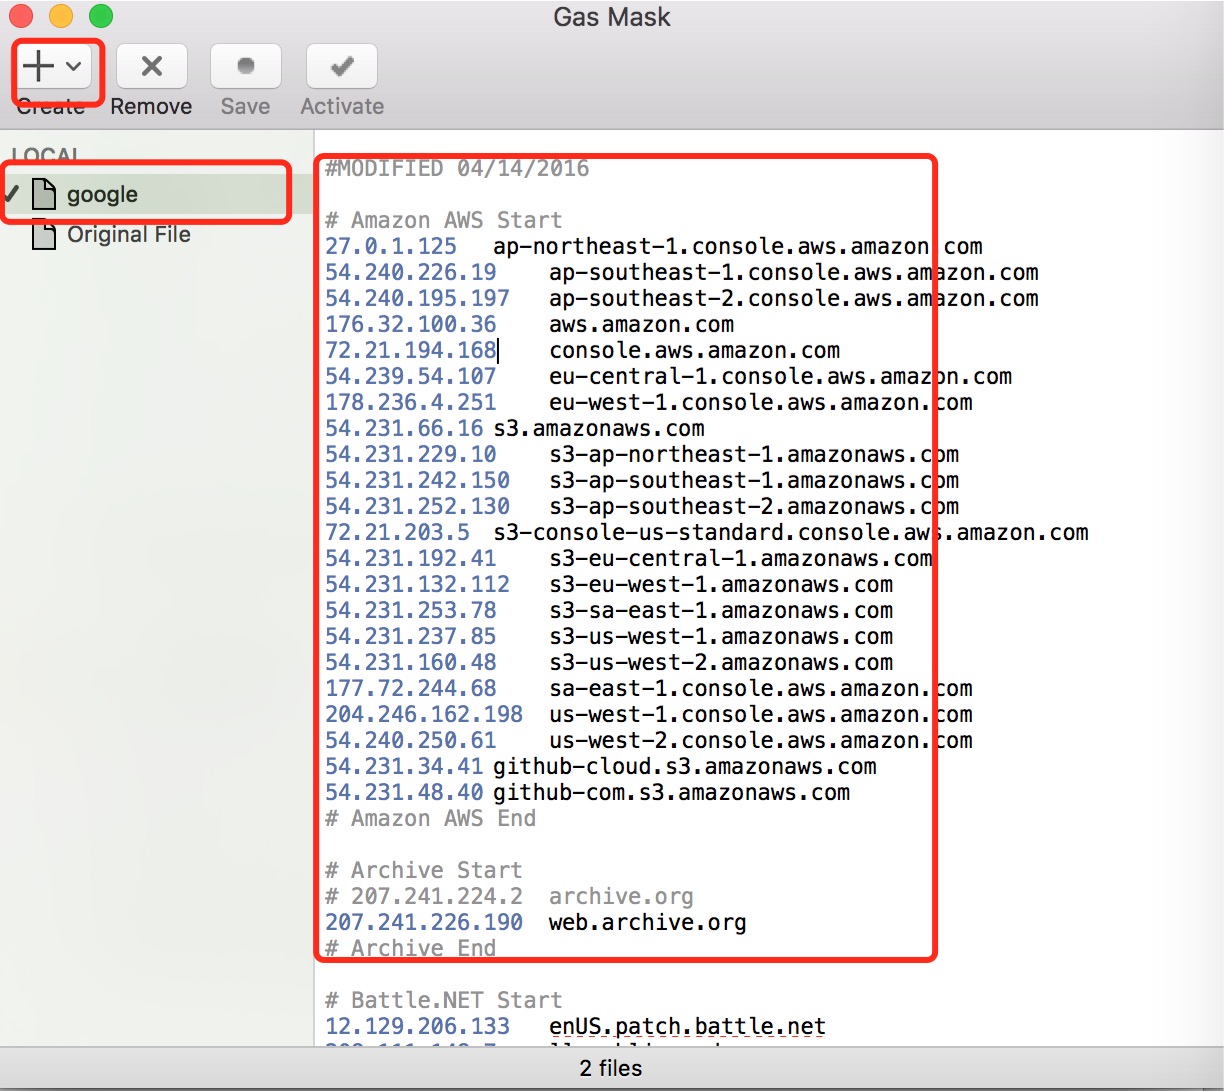 Gas Mask
Create
Remove
Save
Activate
LOCAL
google
Original File
#MODIFIED 04/14/2016
# Amazon AWS Start
27.0.1.125 ap-northeast-1.console.aws.amazon.com
54.240.226.19 ap-southeast-1.console.aws.amazon.com
54.240.195.197 ap-southeast-2.console.aws.amazon.com
176.32.100.36 aws.amazon.com
72.21.194.168 console.aws.amazon.com
54.239.54.107 eu-central-1.console.aws.amazon.com
178.236.4.251 eu-west-1.console.aws.amazon.com
54.231.66.16 s3.amazonaws.com
54.231.229.10 s3-ap-northeast-1.amazonaws.com
54.231.242.150 s3-ap-southeast-1.amazonaws.com
54.231.252.130 s3-ap-southeast-2.amazonaws.com
72.21.203.5 s3-console-us-standard.console.aws.amazon.com
54.231.192.41 s3-eu-central-1.amazonaws.com
54.231.132.112 s3-eu-west-1.amazonaws.com
54.231.253.78 s3-sa-east-1.amazonaws.com
54.231.237.85 s3-us-west-1.amazonaws.com
54.231.160.48 s3-us-west-2.amazonaws.com
177.72.244.68 sa-east-1.console.aws.amazon.com
204.246.162.198 us-west-1.console.aws.amazon.com
54.240.250.61 us-west-2.console.aws.amazon.com
54.231.34.41 github-cloud.s3.amazonaws.com
54.231.48.40 github-com.s3.amazonaws.com
# Amazon AWS End
# Archive Start
# 207.241.224.2 archive.org
207.241.226.190 web.archive.org
# Archive End
# Battle.NET Start
12.129.206.133 enUS.patch.battle.net
2 files